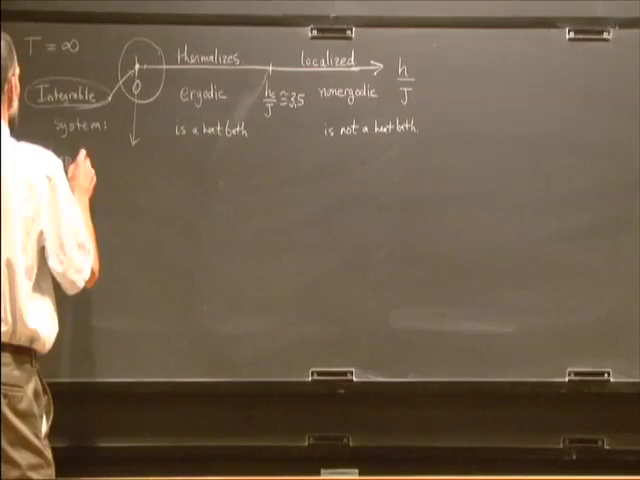 T = ∞
thermalizes localized h/J
0
Integrable ergodic hc/J ≅ 3.5 nonergodic
System: is a heat bath is not a heat bath.